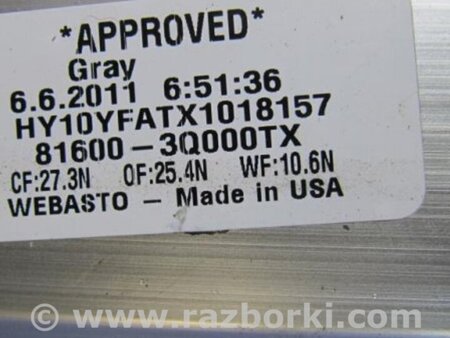 *APPROVED*
Gray
6.6.2011 6:51:36
HY10YFATX1018157
81600-3Q000TX
CF:27.3N OF:25.4N WF:10.6N
WEBASTO - Made in USA
© www.razborki.com